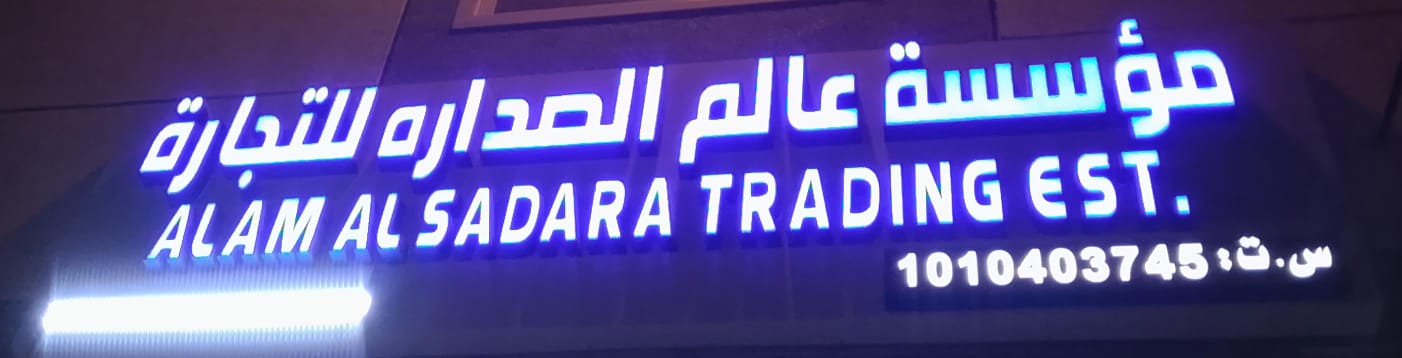 مؤسسة عالم الصداره للتجارة
ALAM AL SADARA TRADING EST.
س.ت: 1010403745